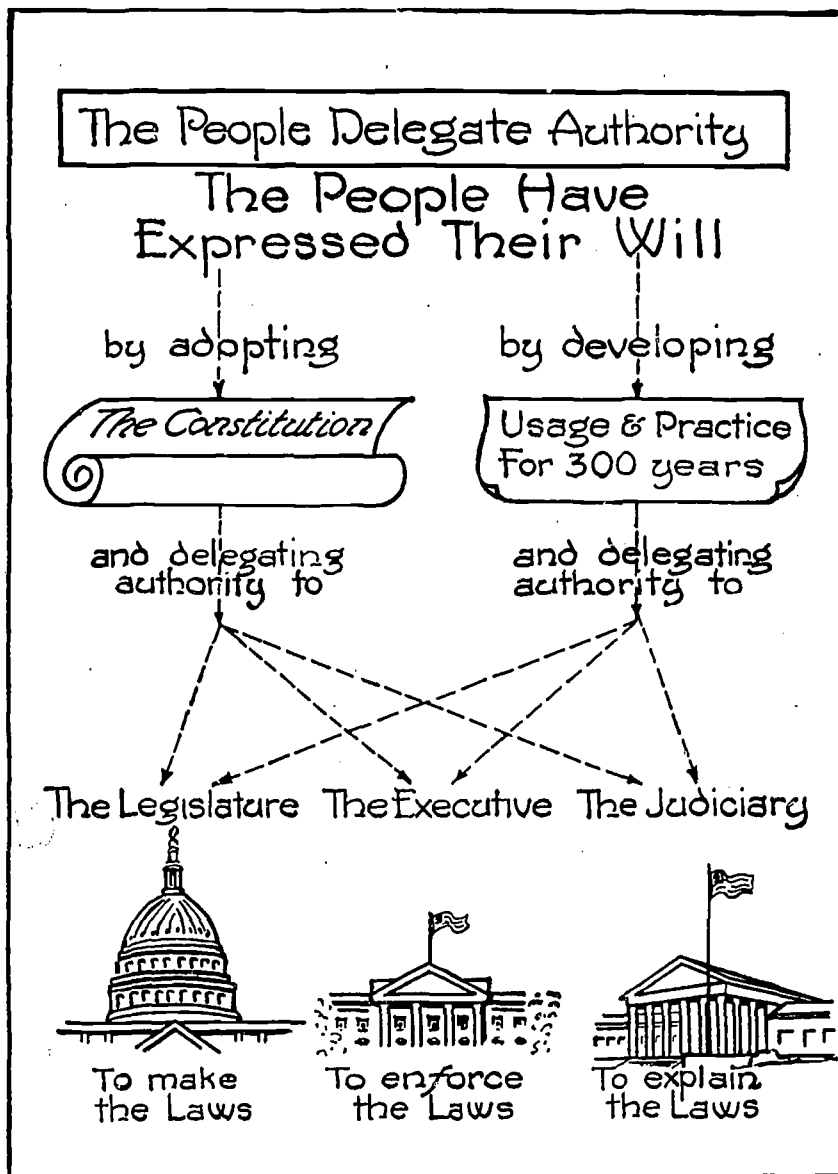 The People Delegate Authority
The People Have
Expressed Their Will
by adopting
by developing
The Constitution
Usage & Practice
For 300 years
and delegating
authority to
and delegating
authority to
The Legislature
The Executive
The Judiciary
To make
the Laws
To enforce
the Laws
To explain
the Laws